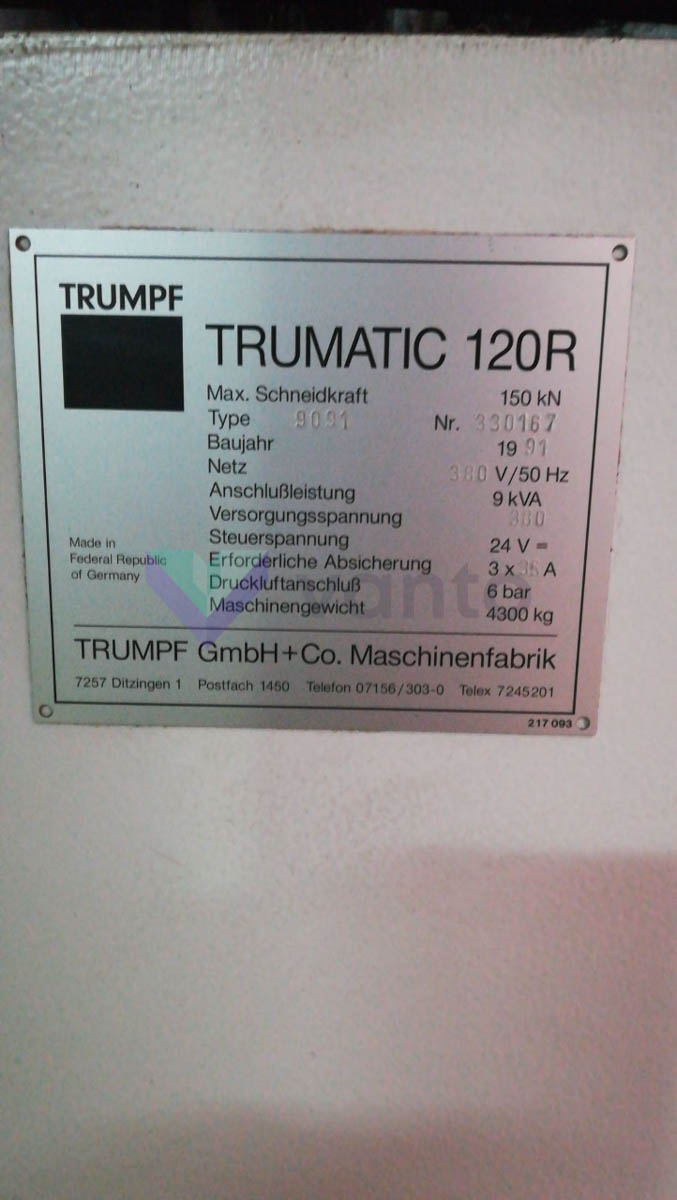 TRUMPF
TRUMATIC 120R
Max. Schneidkraft 150 kN
Type 9091 Nr. 330167
Baujahr 1991
Netz 380 V/50 Hz
Anschlußleistung 9 kVA
Versorgungsspannung 380
Steuerspannung 24 V =
Erforderliche Absicherung 3 x 35 A
Druckluftanschluß 6 bar
Maschinengewicht 4300 kg
Made in
Federal Republic
of Germany
TRUMPF GmbH+Co. Maschinenfabrik
7257 Ditzingen 1 Postfach 1450 Telefon 07156/303-0 Telex 7245201
217 093